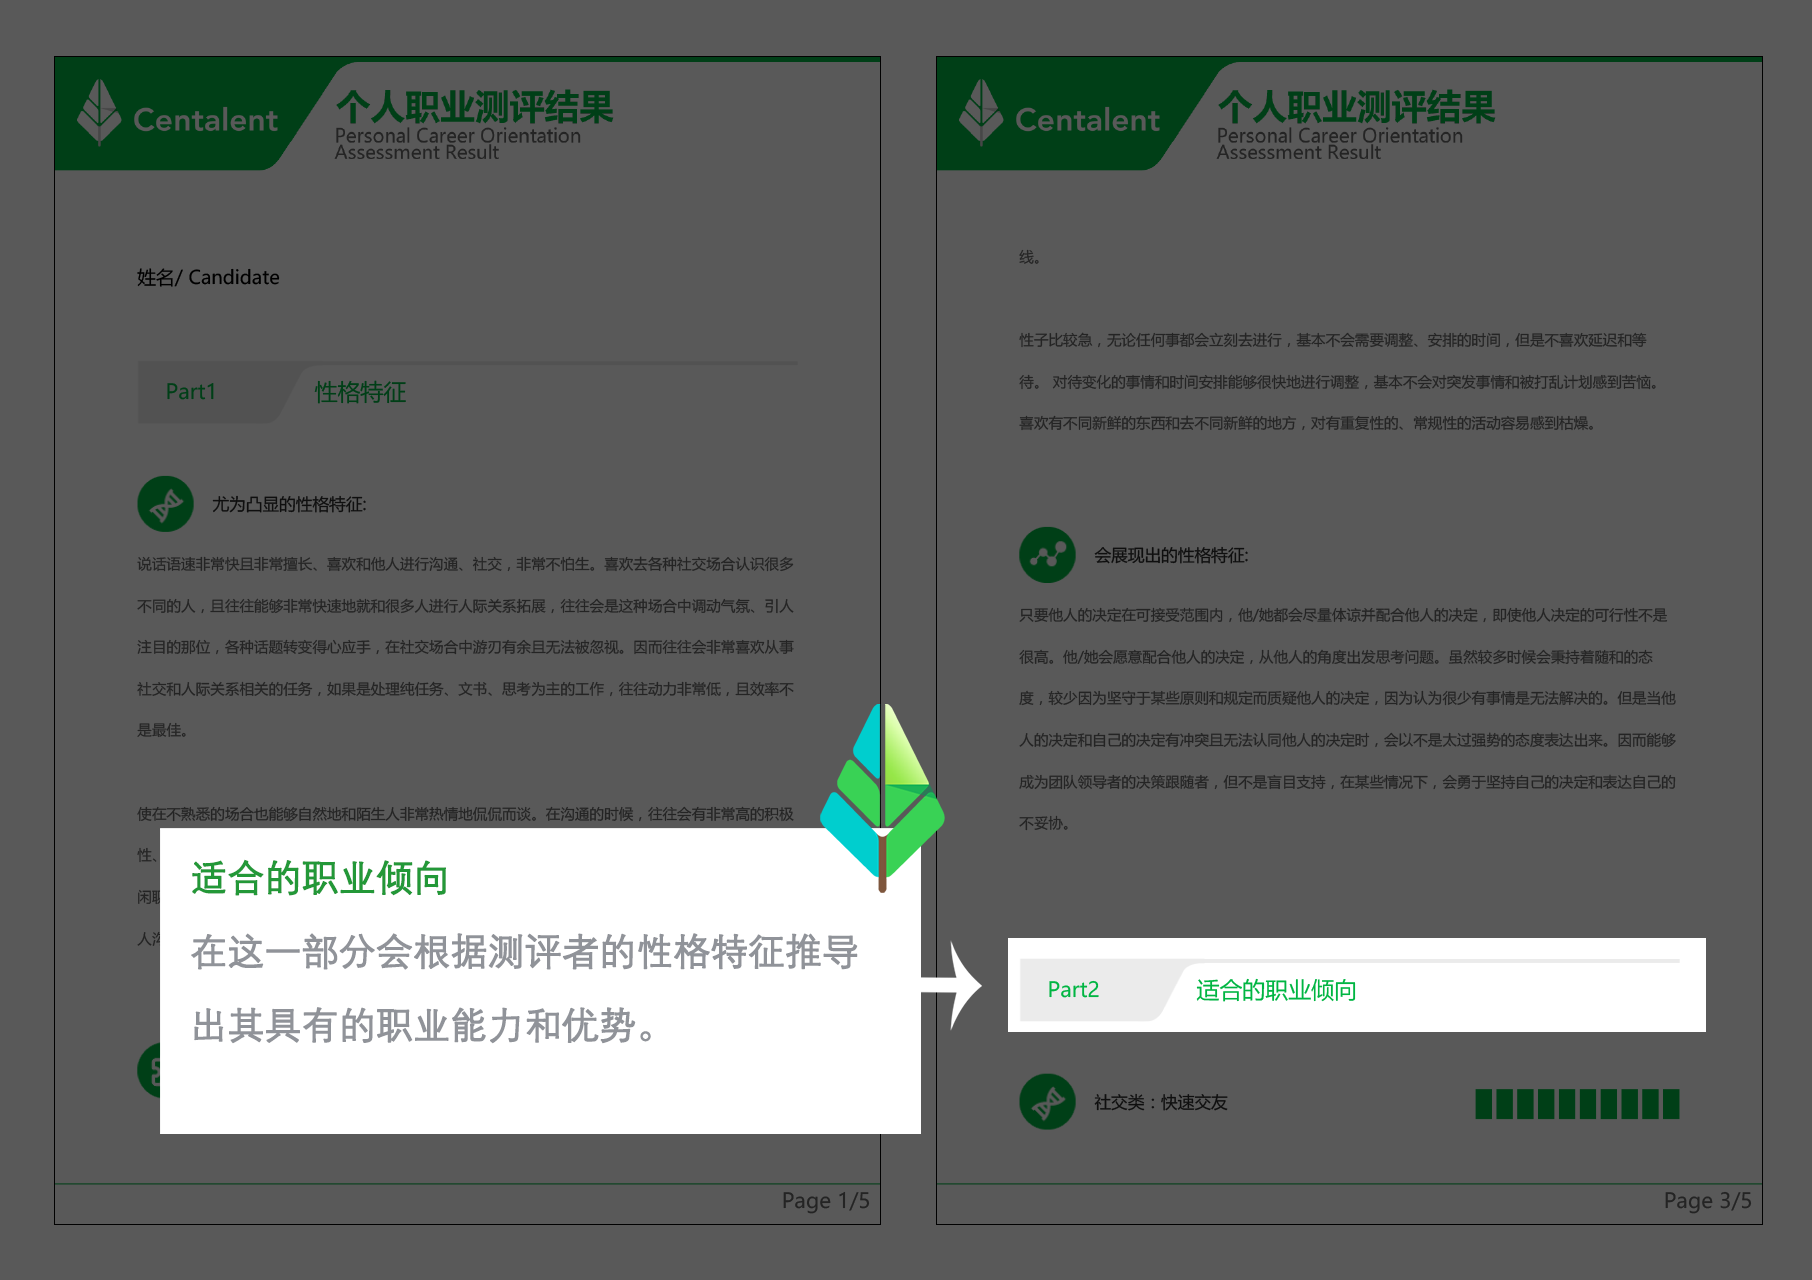 Centalent
个人职业测评结果
Personal Career Orientation
Assessment Result
姓名/ Candidate
Part1
性格特征
尤为凸显的性格特征:
说话语速非常快且非常擅长、喜欢和他人进行沟通、社交，非常不怕生。喜欢去各种社交场合认识很多
不同的人，且往往能够非常快速地就和很多人进行人际关系拓展，往往会是这种场合中调动气氛、引人
注目的那位，各种话题转变得心应手，在社交场合中游刃有余且无法被忽视。因而往往会非常喜欢从事
社交和人际关系相关的任务，如果是处理纯任务、文书、思考为主的工作，往往动力非常低，且效率不
是最佳。
使在不熟悉的场合也能够自然地和陌生人非常热情地侃侃而谈。在沟通的时候，往往会有非常高的积极
性、
闲
人
适合的职业倾向
在这一部分会根据测评者的性格特征推导
出其具有的职业能力和优势。
Page 1/5
Centalent
个人职业测评结果
Personal Career Orientation
Assessment Result
线。
性子比较急，无论任何事都会立刻去进行，基本不会需要调整、安排的时间，但是不喜欢延迟和等
待。 对待变化的事情和时间安排能够很快地进行调整，基本不会对突发事情和被打乱计划感到苦恼。
喜欢有不同新鲜的东西和去不同新鲜的地方，对有重复性的、常规性的活动容易感到枯燥。
会展现出的性格特征:
只要他人的决定在可接受范围内，他/她都会尽量体谅并配合他人的决定，即使他人决定的可行性不是
很高。他/她会愿意配合他人的决定，从他人的角度出发思考问题。虽然较多时候会秉持着随和的态
度，较少因为坚守于某些原则和规定而质疑他人的决定，因为认为很少有事情是无法解决的。但是当他
人的决定和自己的决定有冲突且无法认同他人的决定时，会以不是太过强势的态度表达出来。因而能够
成为团队领导者的决策跟随者，但不是盲目支持，在某些情况下，会勇于坚持自己的决定和表达自己的
不妥协。
Part2
适合的职业倾向
社交类：快速交友
Page 3/5